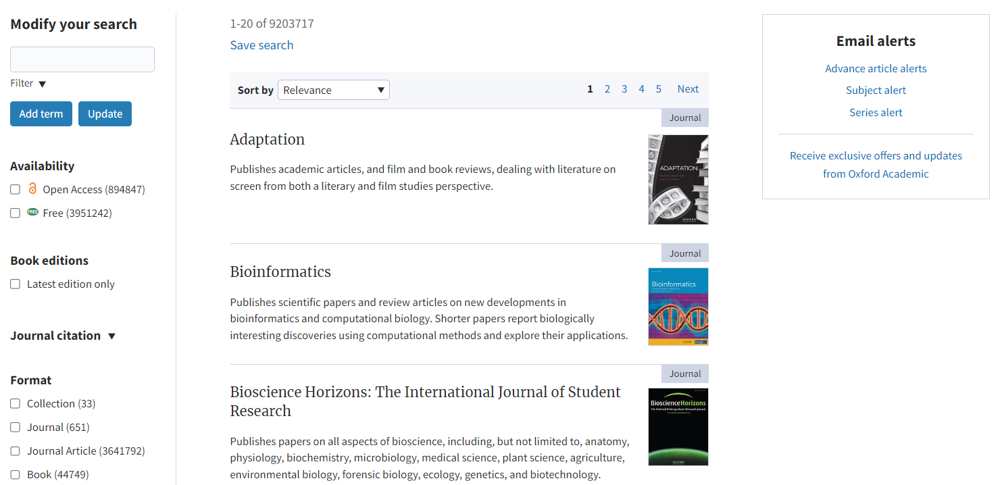 Modify your search
Filter ▼
Add term
Update
Availability
Open Access (894847)
FREE
Free (3951242)
Book editions
Latest edition only
Journal citation ▼
Format
Collection (33)
Journal (651)
Journal Article (3641792)
Book (44749)
1-20 of 9203717
Save search
Sort by
Relevance
1 2 3 4 5 Next
Journal
Adaptation
Publishes academic articles, and film and book reviews, dealing with literature on
screen from both a literary and film studies perspective.
ADAPTATION
OXFORD
Journal
Bioinformatics
Publishes scientific papers and review articles on new developments in
bioinformatics and computational biology. Shorter papers report biologically
interesting discoveries using computational methods and explore their applications.
Bioinformatics
Journal
Bioscience Horizons: The International Journal of Student
Research
Publishes papers on all aspects of bioscience, including, but not limited to, anatomy,
physiology, biochemistry, microbiology, medical science, plant science, agriculture,
environmental biology, forensic biology, ecology, genetics, and biotechnology.
BioscienceHorizons
The National Undergraduate Research Journal
OXFORD
Email alerts
Advance article alerts
Subject alert
Series alert
Receive exclusive offers and updates
from Oxford Academic